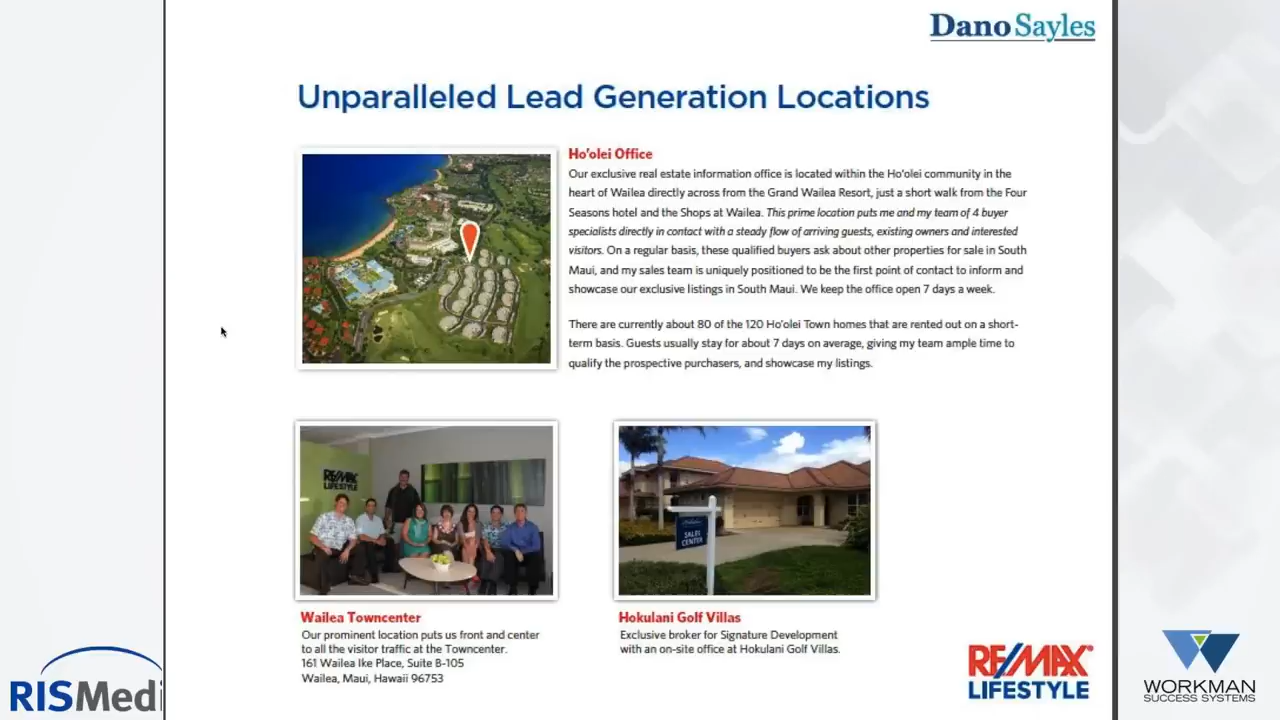 Dano Sayles
Unparalleled Lead Generation Locations
Ho'olei Office
Our exclusive real estate information office is located within the Ho'olei community in the
heart of Wailea directly across from the Grand Wailea Resort, just a short walk from the Four
Seasons hotel and the Shops at Wailea. This prime location puts me and my team of 4 buyer
specialists directly in contact with a steady flow of arriving guests, existing owners and interested
visitors. On a regular basis, these qualified buyers ask about other properties for sale in South
Maui, and my sales team is uniquely positioned to be the first point of contact to inform and
showcase our exclusive listings in South Maui. We keep the office open 7 days a week.
There are currently about 80 of the 120 Ho'olei Town homes that are rented out on a short-
term basis. Guests usually stay for about 7 days on average, giving my team ample time to
qualify the prospective purchasers, and showcase my listings.
RE/MAX
LIFESTYLE
SALES
CENTER
Wailea Towncenter
Our prominent location puts us front and center
to all the visitor traffic at the Towncenter.
161 Wailea Ike Place, Suite B-105
Wailea, Maui, Hawaii 96753
Hokulani Golf Villas
Exclusive broker for Signature Development
with an on-site office at Hokulani Golf Villas.
RE/MAX
LIFESTYLE
RISMedi
WORKMAN
SUCCESS SYSTEMS